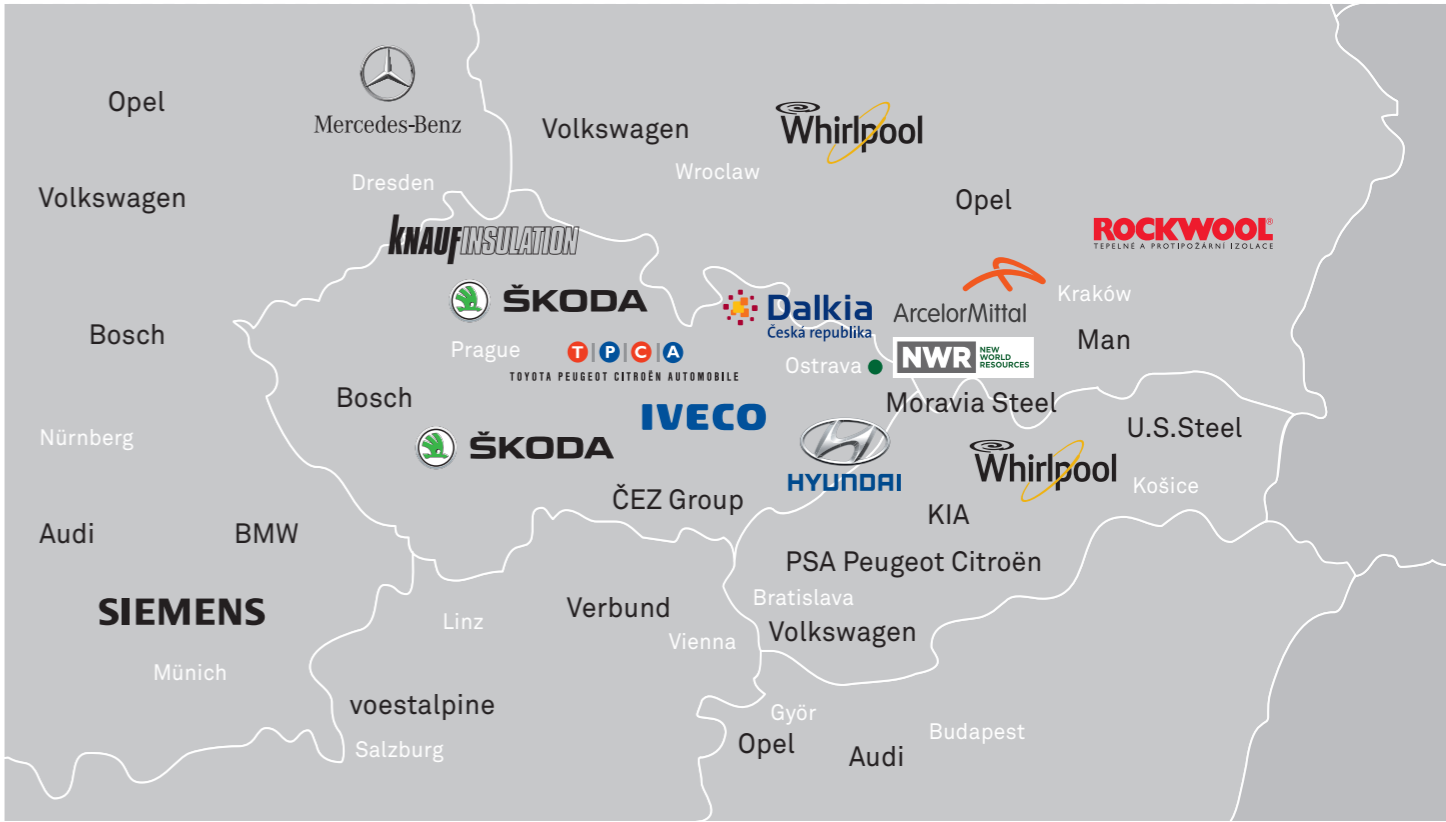 Opel
Mercedes-Benz
Volkswagen
Whirlpool
Dresden
Wroclaw
Volkswagen
Opel
KNAUFINSULATION
ROCKWOOL®
TEPELNÉ A PROTIPOŽÁRNÍ IZOLACE
ŠKODA
Dalkia
Česká republika
ArcelorMittal
Kraków
Bosch
Prague
T|P|C|A
TOYOTA PEUGEOT CITROËN AUTOMOBILE
Ostrava
NWR NEW WORLD RESOURCES
Man
Bosch
IVECO
Moravia Steel
U.S.Steel
Nürnberg
ŠKODA
HYUNDAI
Whirlpool
Košice
ČEZ Group
KIA
Audi
BMW
PSA Peugeot Citroën
SIEMENS
Linz
Verbund
Bratislava
Volkswagen
Vienna
Münich
voestalpine
Györ
Salzburg
Opel
Audi
Budapest